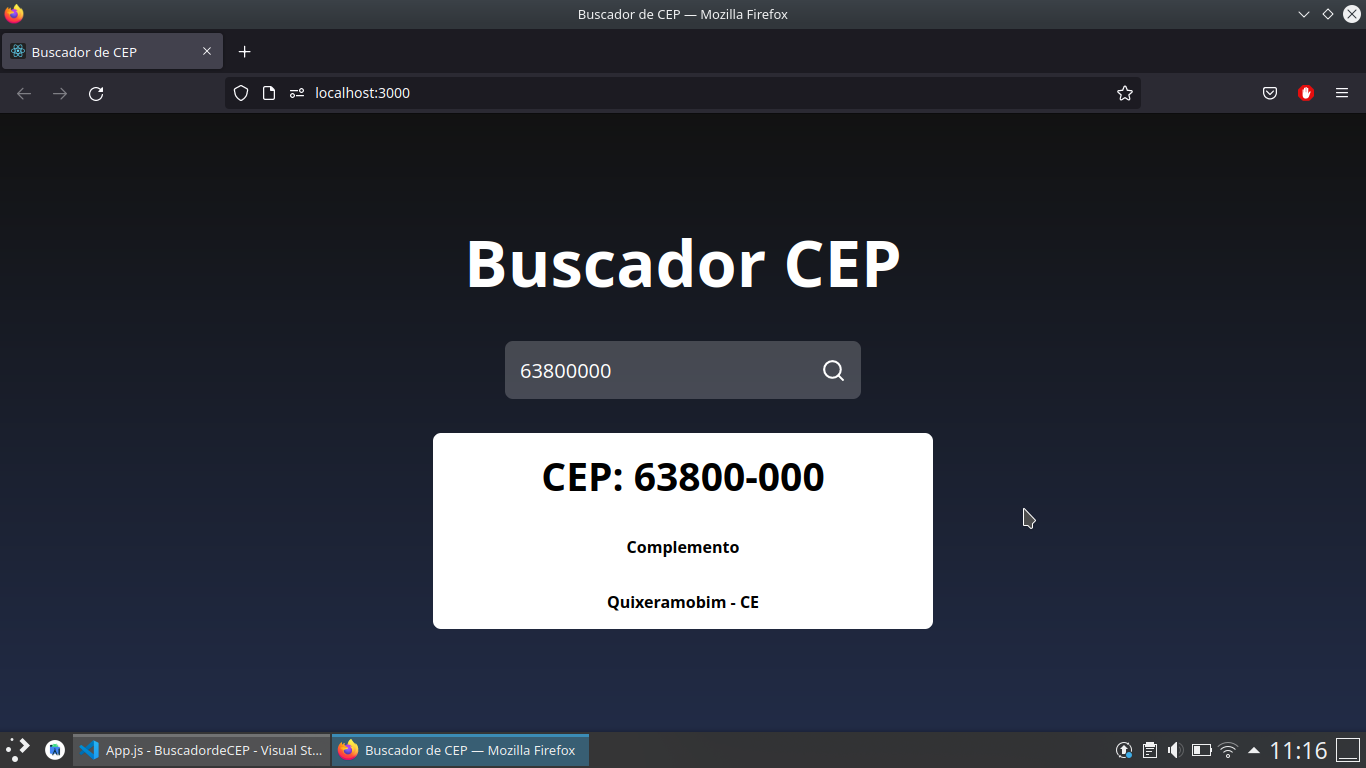 Buscador de CEP — Mozilla Firefox
Buscador de CEP
localhost:3000
Buscador CEP
63800000
CEP: 63800-000
Complemento
Quixeramobim - CE
App.js - BuscadordeCEP - Visual St...
Buscador de CEP — Mozilla Firefox
11:16